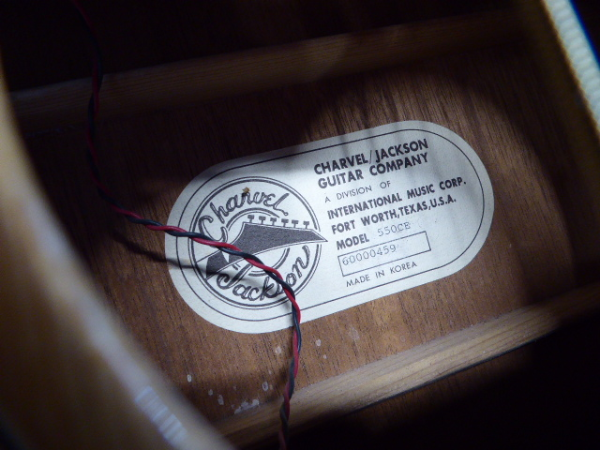 Charvel
Jackson
CHARVEL/JACKSON
GUITAR COMPANY
A DIVISION OF
INTERNATIONAL MUSIC CORP.
FORT WORTH, TEXAS, U.S.A.
MODEL 550CE
60000459
MADE IN KOREA